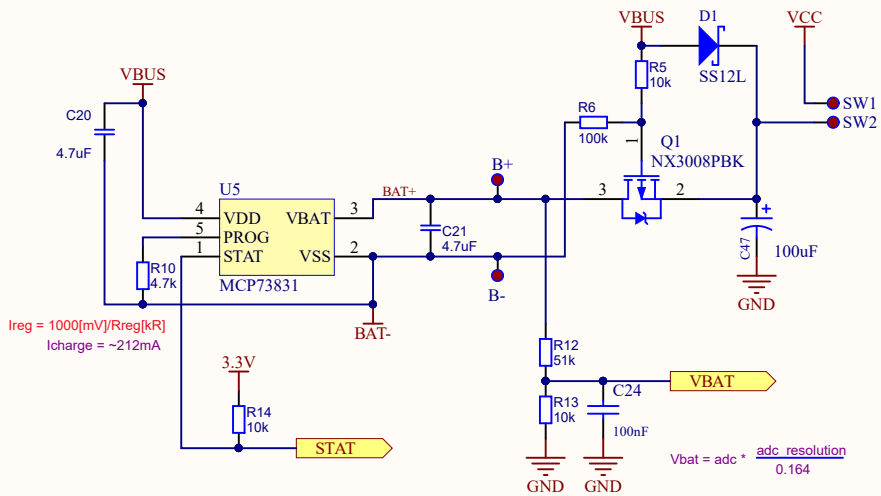 VBUS
D1
VCC
SS12L
R5
10k
SW1
SW2
VBUS
C20
4.7uF
R6
100k
1
Q1
NX3008PBK
B+
U5
BAT+
3
2
4
VDD
VBAT
3
5
PROG
1
STAT
VSS
2
C21
4.7uF
C47
100uF
GND
R10
4.7k
MCP73831
B-
Ireg = 1000[mV]/Rreg[kR]
Icharge = ~212mA
BAT-
3.3V
R12
51k
VBAT
R13
10k
C24
100nF
R14
10k
STAT
Vbat = adc * adc_resolution
0.164
GND
GND